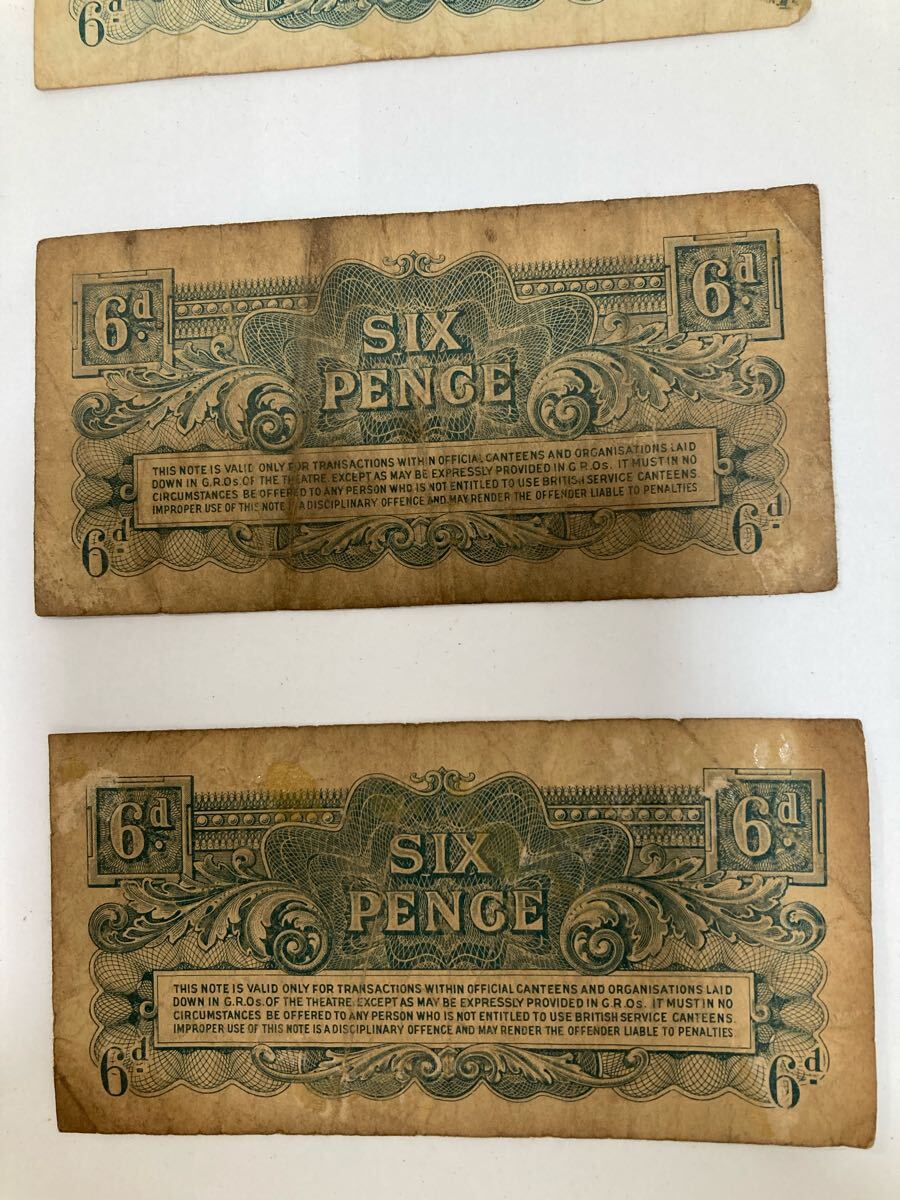 6d
6d
6d
SIX
PENCE
THIS NOTE IS VALID ONLY FOR TRANSACTIONS WITHIN OFFICIAL CANTEENS AND ORGANISATIONS LAID
DOWN IN G.R.Os. OF THE THEATRE. EXCEPT AS MAY BE EXPRESSLY PROVIDED IN G.R.Os. IT MUST IN NO
CIRCUMSTANCES BE OFFERED TO ANY PERSON WHO IS NOT ENTITLED TO USE BRITISH SERVICE CANTEENS.
IMPROPER USE OF THIS NOTE IS A DISCIPLINARY OFFENCE AND MAY RENDER THE OFFENDER LIABLE TO PENALTIES
6d
6d
6d
6d
SIX
PENCE
THIS NOTE IS VALID ONLY FOR TRANSACTIONS WITHIN OFFICIAL CANTEENS AND ORGANISATIONS LAID
DOWN IN G.R.Os. OF THE THEATRE. EXCEPT AS MAY BE EXPRESSLY PROVIDED IN G.R.Os. IT MUST IN NO
CIRCUMSTANCES BE OFFERED TO ANY PERSON WHO IS NOT ENTITLED TO USE BRITISH SERVICE CANTEENS.
IMPROPER USE OF THIS NOTE IS A DISCIPLINARY OFFENCE AND MAY RENDER THE OFFENDER LIABLE TO PENALTIES
6d
6d